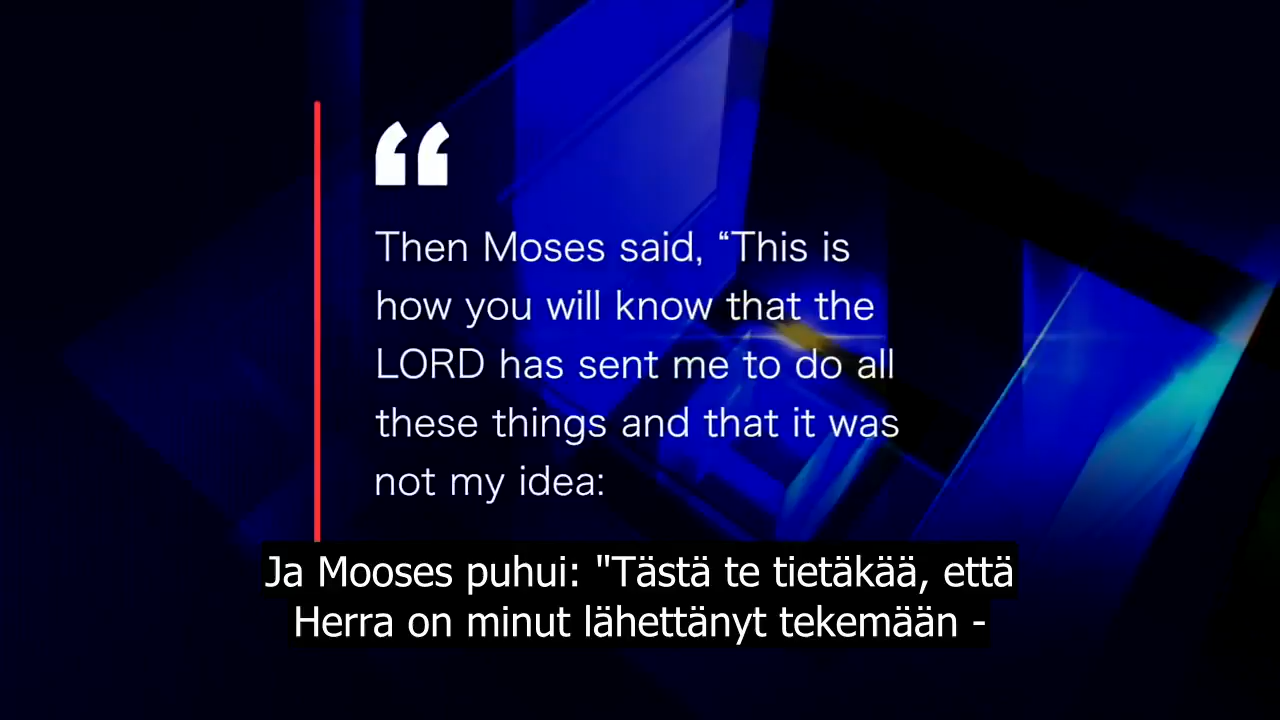 “
Then Moses said, “This is
how you will know that the
LORD has sent me to do all
these things and that it was
not my idea:
Ja Mooses puhui: "Tästä te tietäkää, että
Herra on minut lähettänyt tekemään -